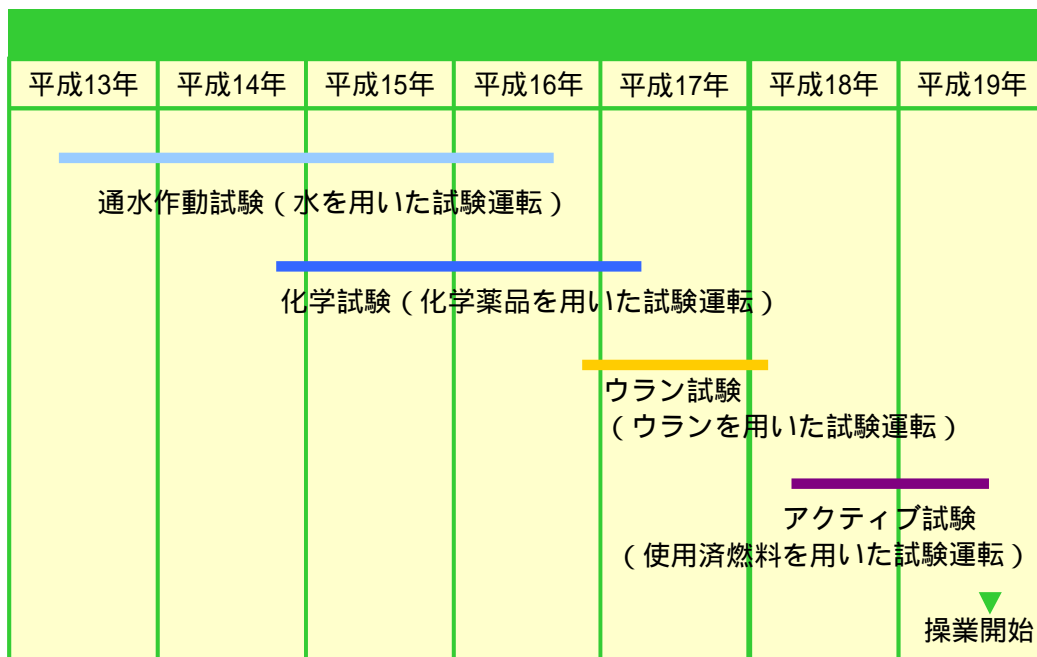 平成13年 平成14年 平成15年 平成16年 平成17年 平成18年 平成19年
通水作動試験(水を用いた試験運転)
化学試験(化学薬品を用いた試験運転)
ウラン試験
(ウランを用いた試験運転)
アクティブ試験
(使用済燃料を用いた試験運転)
操業開始